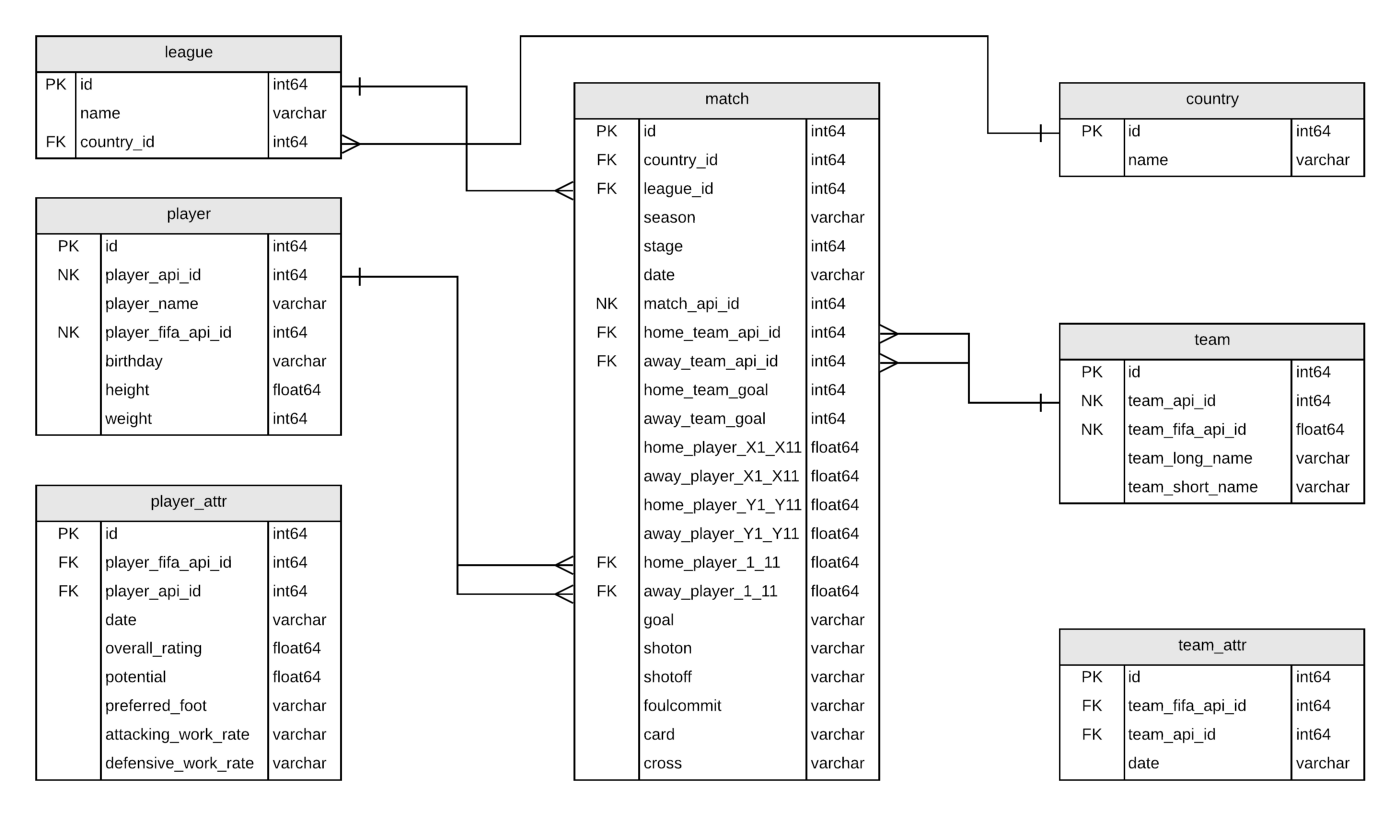 league
PK id int64
name varchar
FK country_id int64
player
PK id int64
NK player_api_id int64
player_name varchar
NK player_fifa_api_id int64
birthday varchar
height float64
weight int64
player_attr
PK id int64
FK player_fifa_api_id int64
FK player_api_id int64
date varchar
overall_rating float64
potential float64
preferred_foot varchar
attacking_work_rate varchar
defensive_work_rate varchar
match
PK id int64
FK country_id int64
FK league_id int64
season varchar
stage int64
date varchar
NK match_api_id int64
FK home_team_api_id int64
FK away_team_api_id int64
home_team_goal int64
away_team_goal int64
home_player_X1_X11 float64
away_player_X1_X11 float64
home_player_Y1_Y11 float64
away_player_Y1_Y11 float64
FK home_player_1_11 float64
FK away_player_1_11 float64
goal varchar
shoton varchar
shotoff varchar
foulcommit varchar
card varchar
cross varchar
country
PK id int64
name varchar
team
PK id int64
NK team_api_id int64
NK team_fifa_api_id float64
team_long_name varchar
team_short_name varchar
team_attr
PK id int64
FK team_fifa_api_id int64
FK team_api_id int64
date varchar